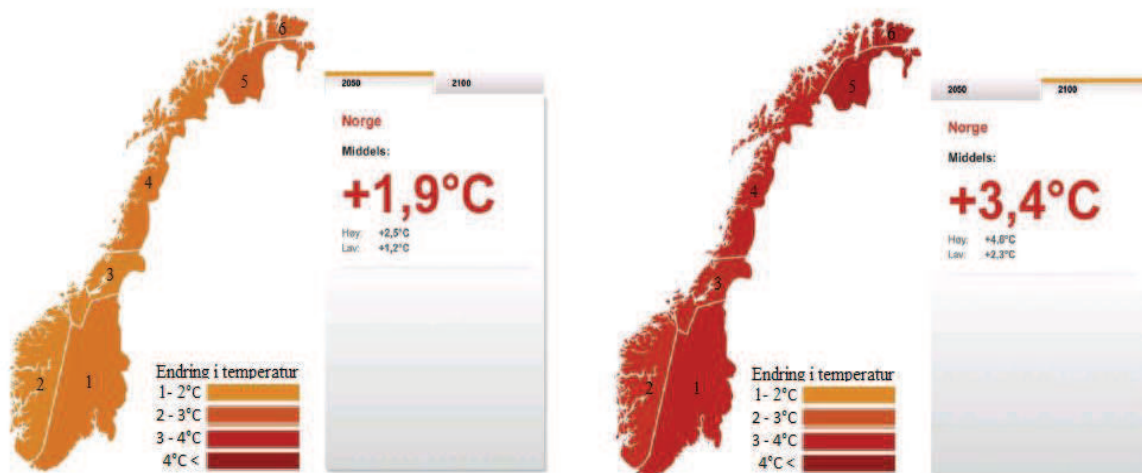 6
5
4
3
2
1
2050
2100
Norge
Middels:
+1,9°C
Høy: +2,5°C
Lav: +1,2°C
Endring i temperatur
1- 2°C
2 - 3°C
3 - 4°C
4°C <
6
5
4
3
2
1
2050
2100
Norge
Middels:
+3,4°C
Høy: +4,6°C
Lav: +2,3°C
Endring i temperatur
1- 2°C
2 - 3°C
3 - 4°C
4°C <